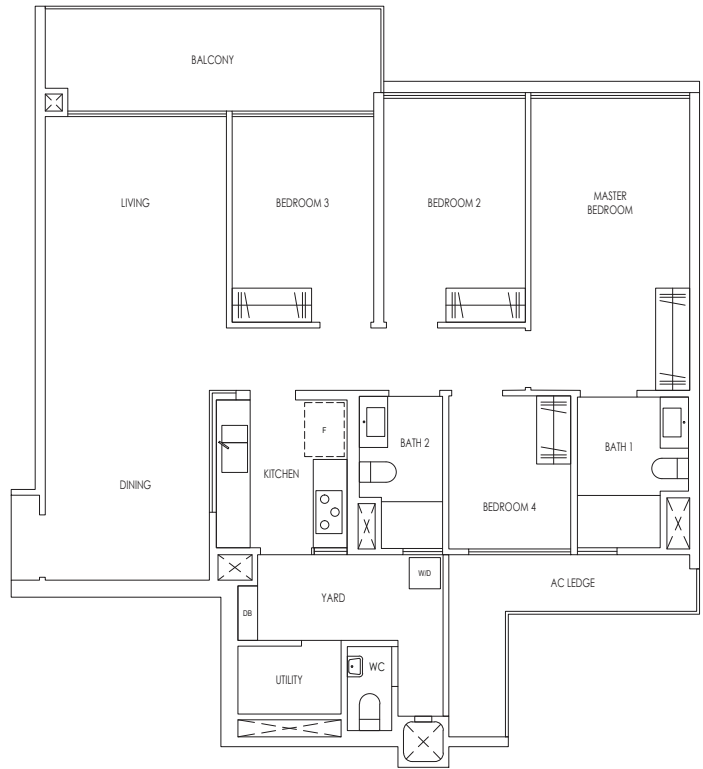 BALCONY
LIVING
BEDROOM 3
BEDROOM 2
MASTER
BEDROOM
F
BATH 2
BATH 1
KITCHEN
DINING
BEDROOM 4
W/D
AC LEDGE
YARD
DB
WC
UTILITY